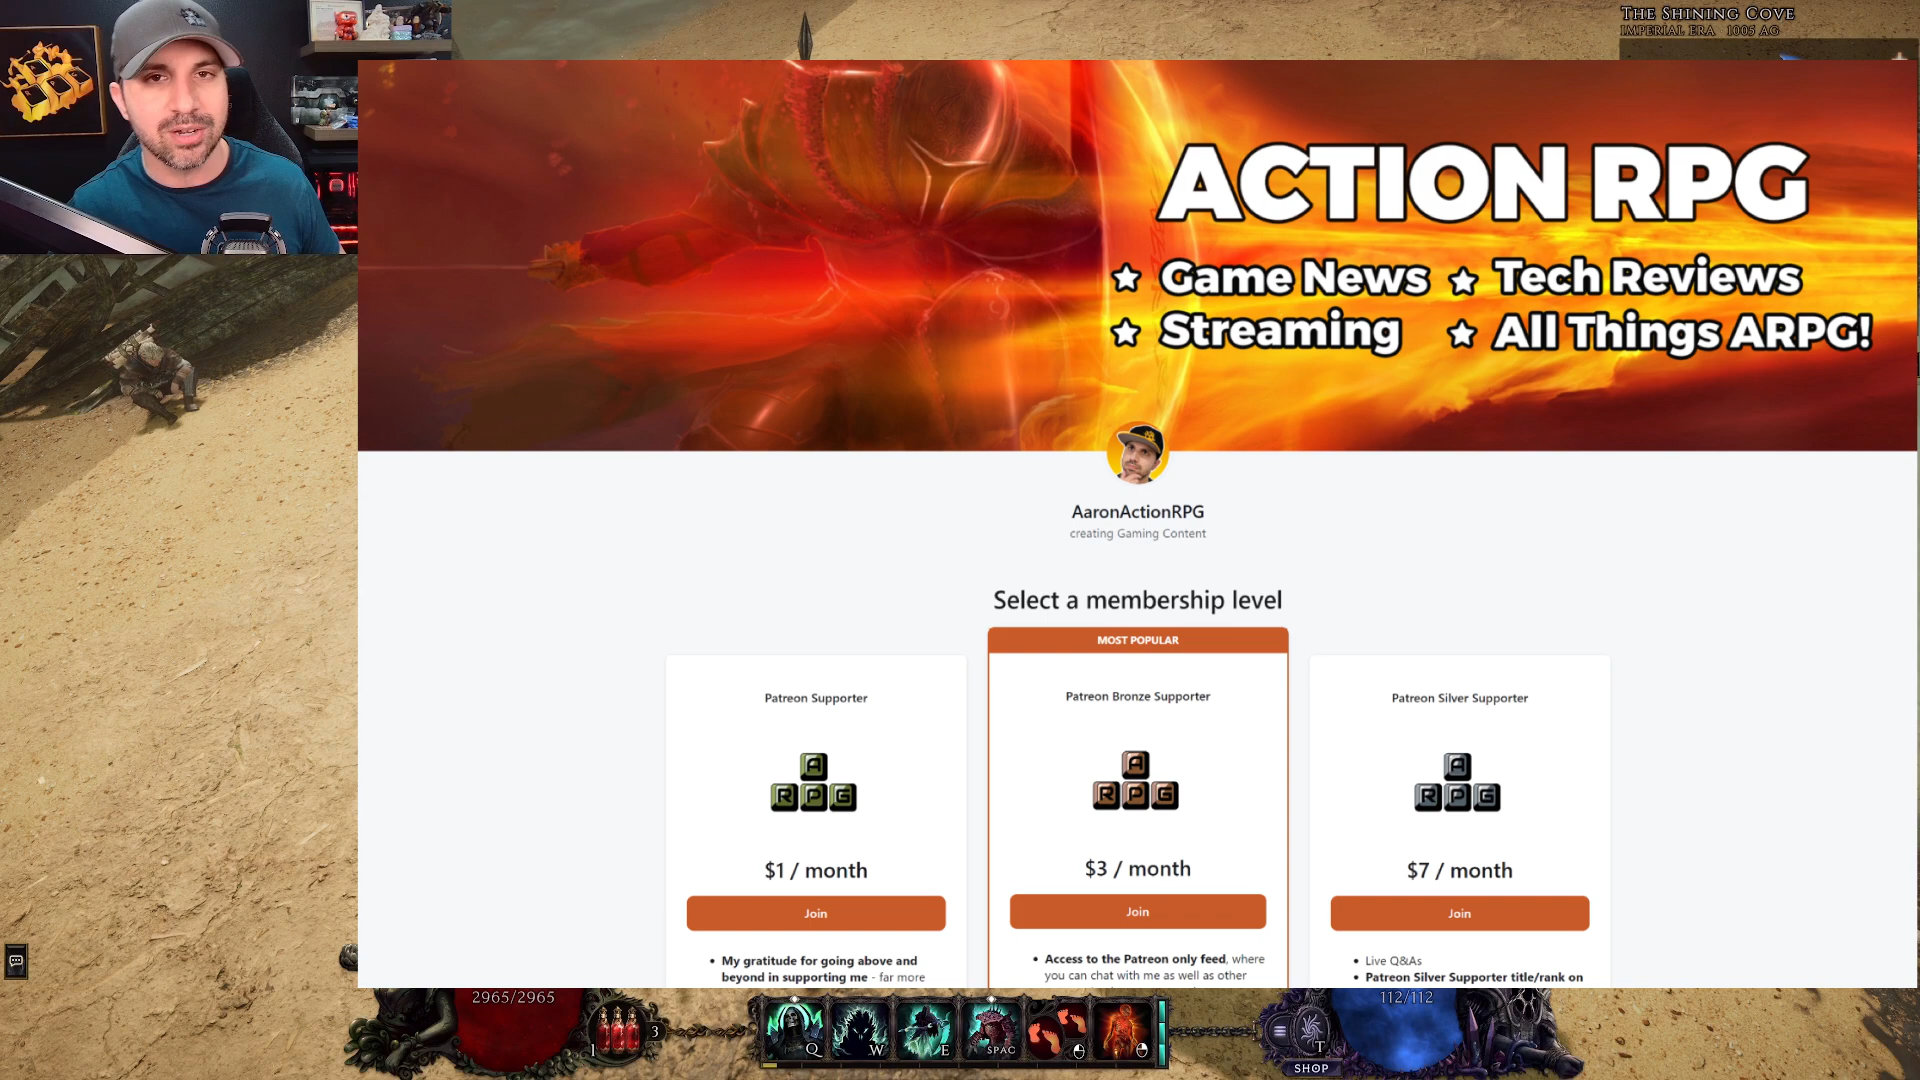 THE SHINING COVE
IMPERIAL ERA 1005 AG
ACTION RPG
Game News
Tech Reviews
Streaming
All Things ARPG!
AaronActionRPG
creating Gaming Content
Select a membership level
MOST POPULAR
Patreon Supporter
A
RPG
$1 / month
Join
My gratitude for going above and
beyond in supporting me - far more
Patreon Bronze Supporter
A
RPG
$3 / month
Join
Access to the Patreon only feed, where
you can chat with me as well as other
Patreon Silver Supporter
A
RPG
$7 / month
Join
Live Q&As
Patreon Silver Supporter title/rank on
2965/2965
1
3
Q
W
E
SPAC
T
SHOP
112/112